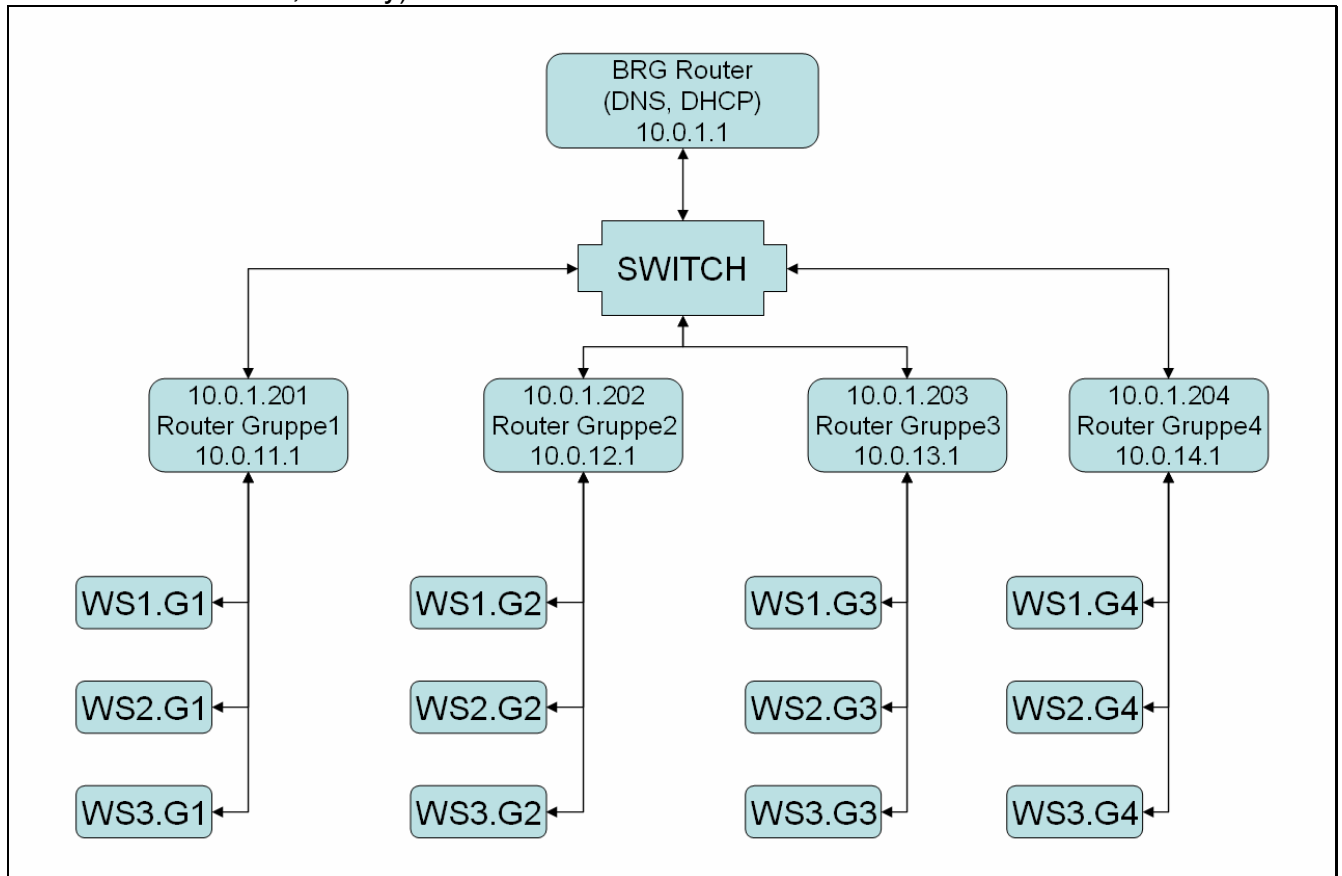 BRG Router
(DNS, DHCP)
10.0.1.1
SWITCH
10.0.1.201
Router Gruppe1
10.0.11.1
10.0.1.202
Router Gruppe2
10.0.12.1
10.0.1.203
Router Gruppe3
10.0.13.1
10.0.1.204
Router Gruppe4
10.0.14.1
WS1.G1
WS1.G2
WS1.G3
WS1.G4
WS2.G1
WS2.G2
WS2.G3
WS2.G4
WS3.G1
WS3.G2
WS3.G3
WS3.G4